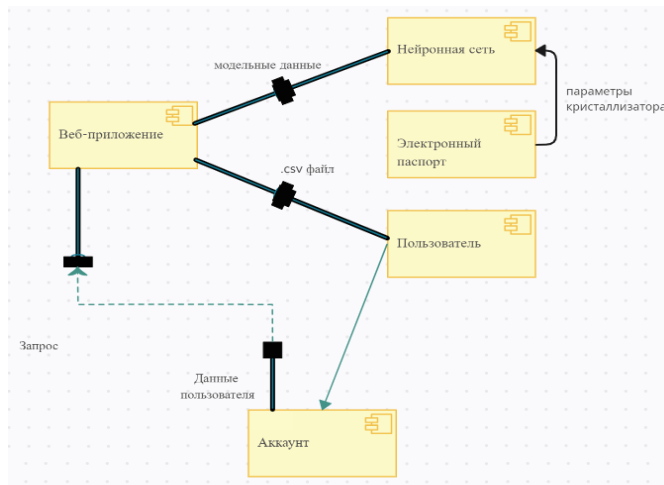 Нейронная сеть
модельные данные
параметры
кристаллизатора
Веб-приложение
Электронный
паспорт
.csv файл
Пользователь
Запрос
Данные
пользователя
Аккаунт